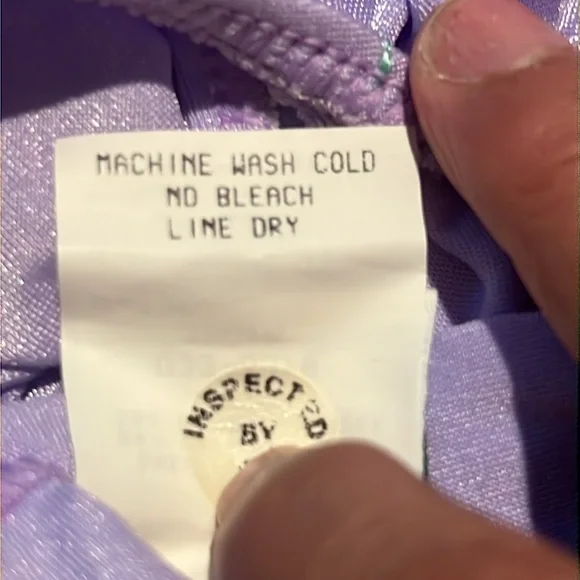 MACHINE WASH COLD
NO BLEACH
LINE DRY
INSPECTED
BY